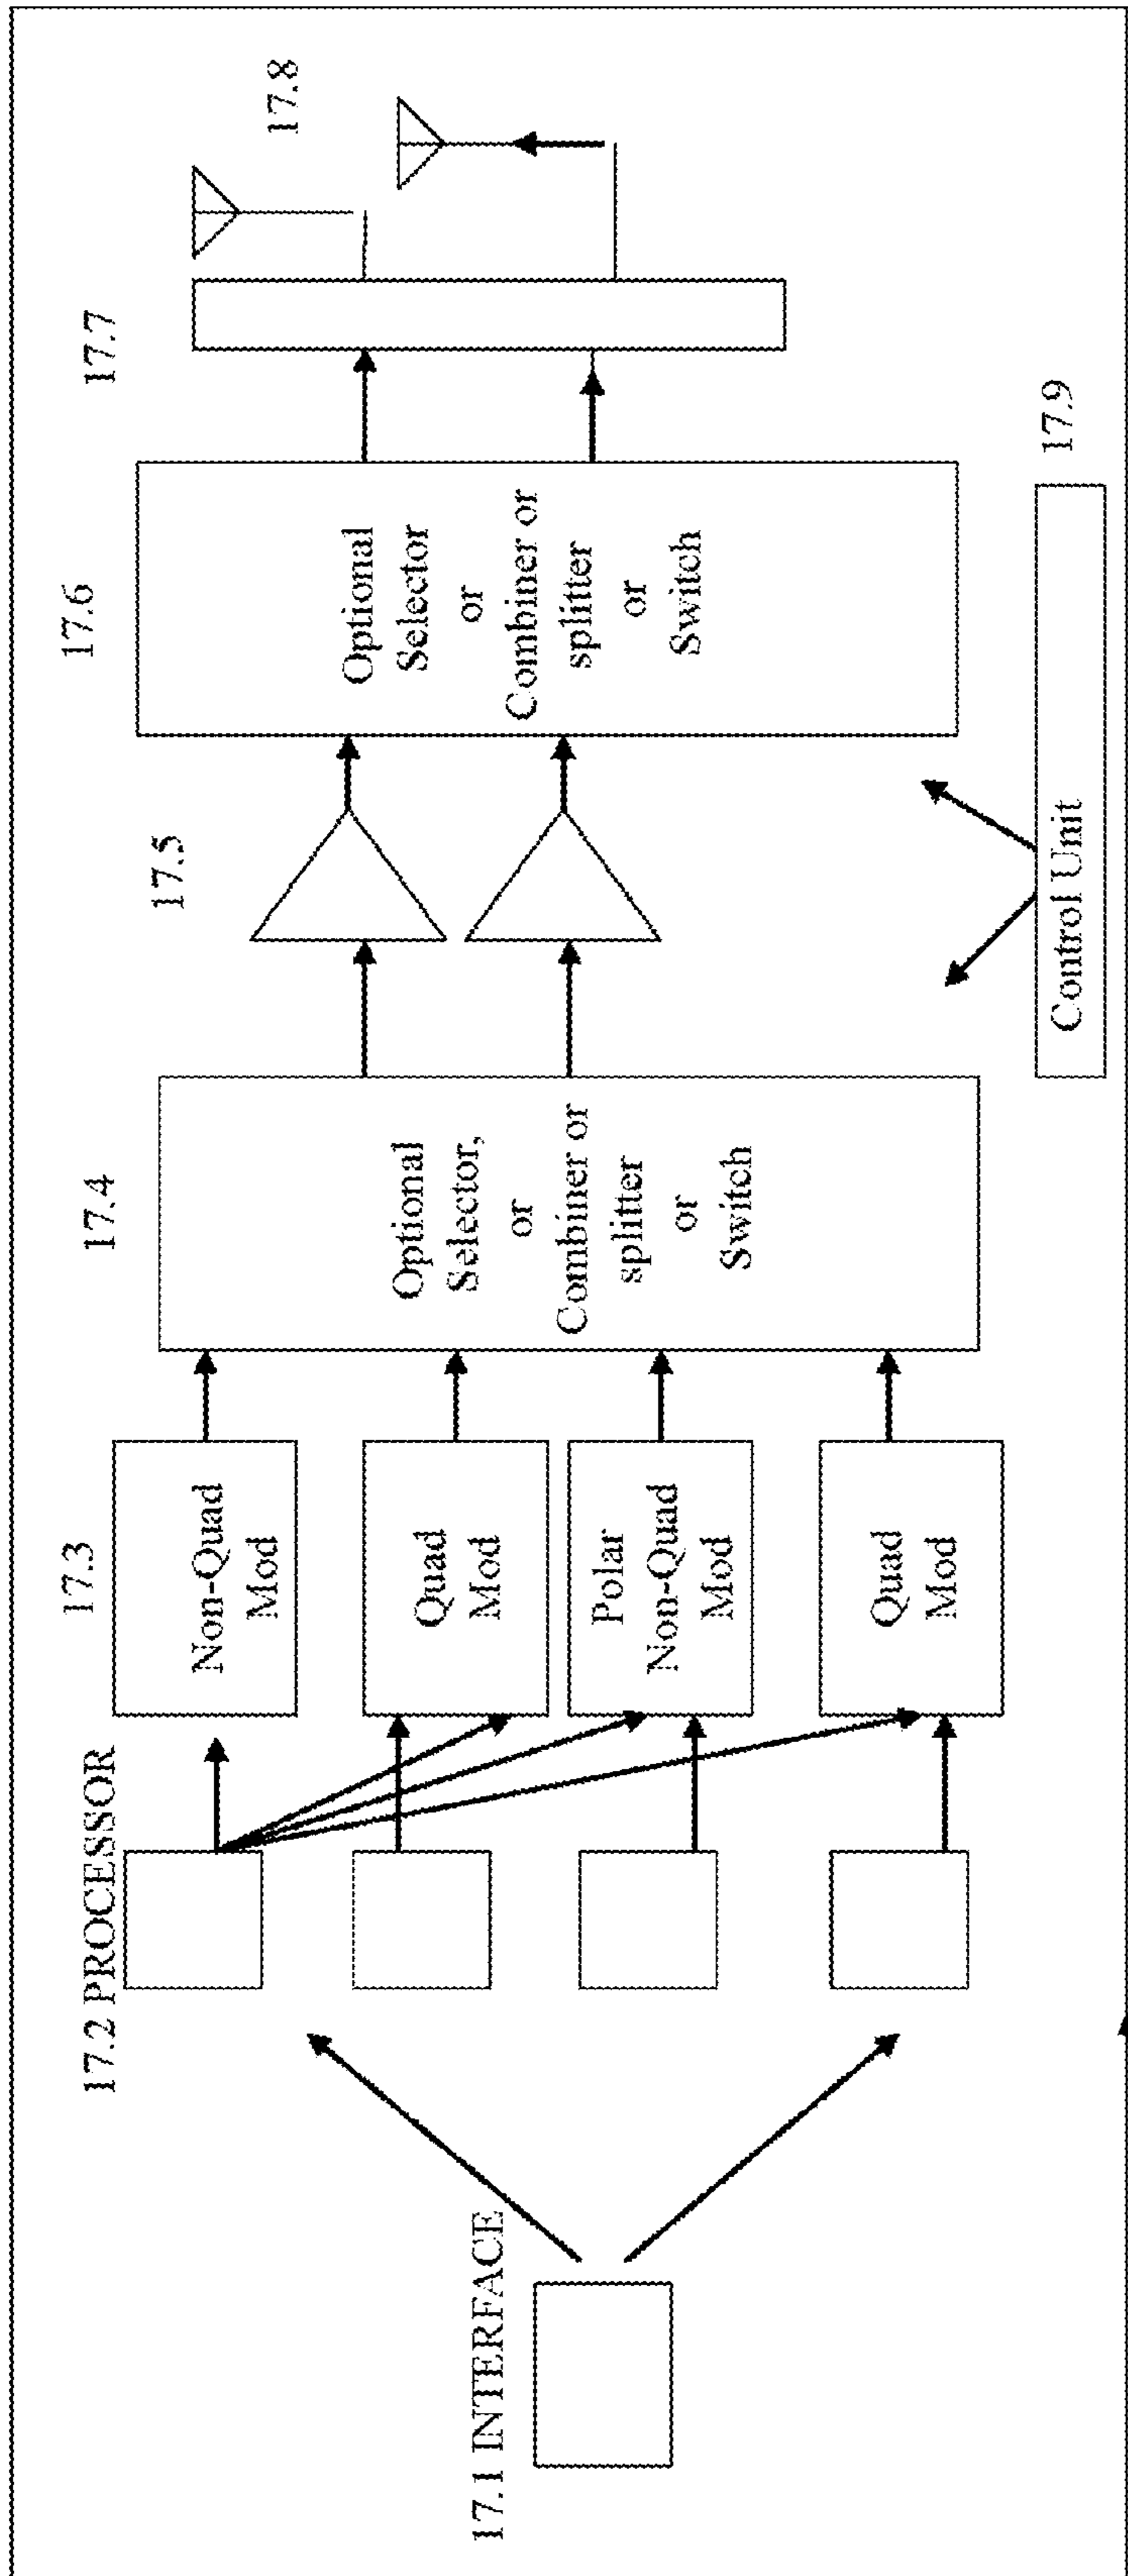 17.1 INTERFACE
17.2 PROCESSOR
17.3
Non-Quad
Mod
Quad
Mod
Polar
Non-Quad
Mod
Quad
Mod
17.4
Optional
Selector,
or
Combiner or
splitter
or
Switch
17.5
17.6
Optional
Selector
or
Combiner or
splitter
or
Switch
17.7
17.8
Control Unit
17.9